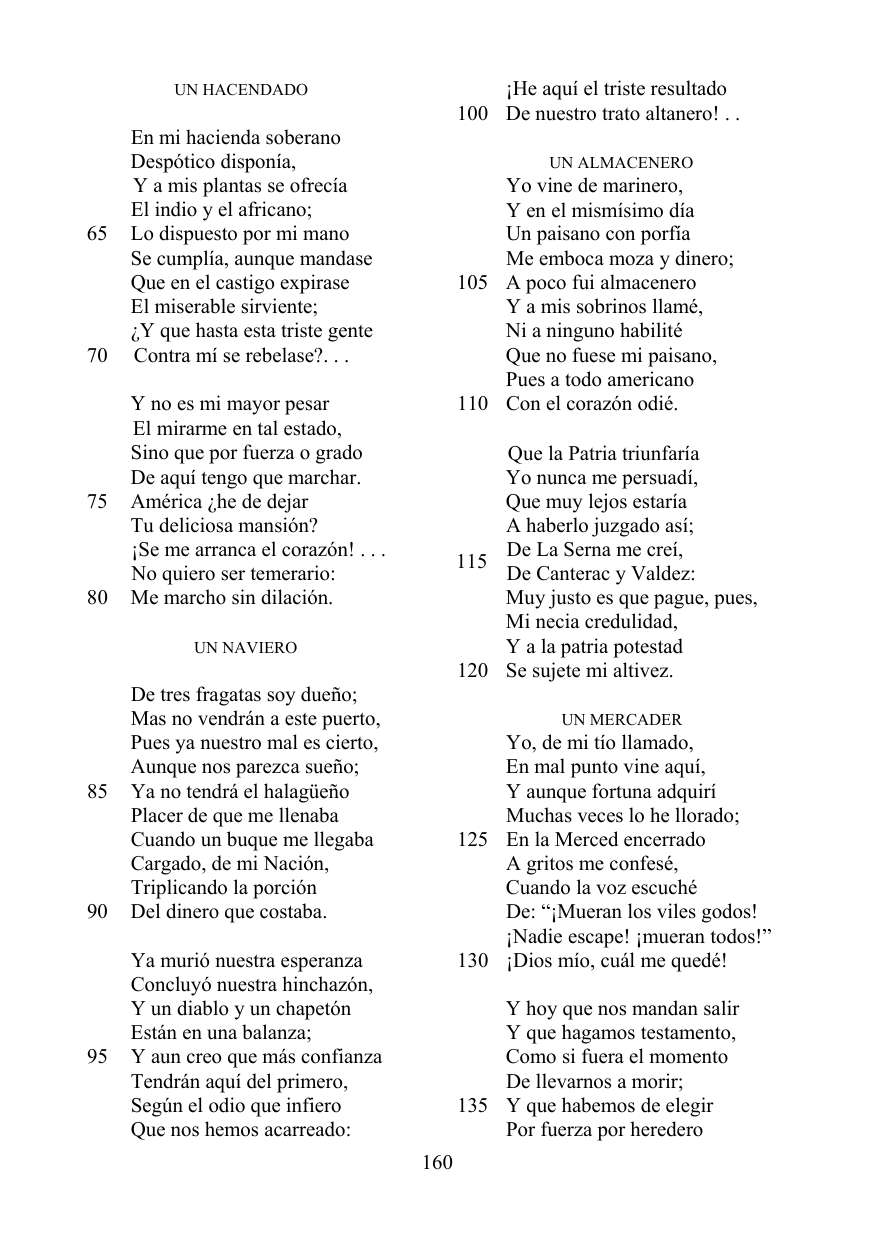 UN HACENDADO
En mi hacienda soberano
Despótico disponía,
Y a mis plantas se ofrecía
El indio y el africano;
65 Lo dispuesto por mi mano
Se cumplía, aunque mandase
Que en el castigo expirase
El miserable sirviente;
¿Y que hasta esta triste gente
70 Contra mí se rebelase?. . .
Y no es mi mayor pesar
El mirarme en tal estado,
Sino que por fuerza o grado
De aquí tengo que marchar.
75 América ¿he de dejar
Tu deliciosa mansión?
¡Se me arranca el corazón! . . .
No quiero ser temerario:
80 Me marcho sin dilación.
UN NAVIERO
De tres fragatas soy dueño;
Mas no vendrán a este puerto,
Pues ya nuestro mal es cierto,
Aunque nos parezca sueño;
85 Ya no tendrá el halagüeño
Placer de que me llenaba
Cuando un buque me llegaba
Cargado, de mi Nación,
Triplicando la porción
90 Del dinero que costaba.
Ya murió nuestra esperanza
Concluyó nuestra hinchazón,
Y un diablo y un chapetón
Están en una balanza;
95 Y aun creo que más confianza
Tendrán aquí del primero,
Según el odio que infiero
Que nos hemos acarreado:
¡He aquí el triste resultado
100 De nuestro trato altanero! . .
UN ALMACENERO
Yo vine de marinero,
Y en el mismísimo día
Un paisano con porfía
Me emboca moza y dinero;
105 A poco fui almacenero
Y a mis sobrinos llamé,
Ni a ninguno habilité
Que no fuese mi paisano,
Pues a todo americano
110 Con el corazón odié.
Que la Patria triunfaría
Yo nunca me persuadí,
Que muy lejos estaría
A haberlo juzgado así;
115 De La Serna me creí,
De Canterac y Valdez:
Muy justo es que pague, pues,
Mi necia credulidad,
Y a la patria potestad
120 Se sujete mi altivez.
UN MERCADER
Yo, de mi tío llamado,
En mal punto vine aquí,
Y aunque fortuna adquirí
Muchas veces lo he llorado;
125 En la Merced encerrado
A gritos me confesé,
Cuando la voz escuché
De: “¡Mueran los viles godos!
¡Nadie escape! ¡mueran todos!”
130 ¡Dios mío, cuál me quedé!
Y hoy que nos mandan salir
Y que hagamos testamento,
Como si fuera el momento
De llevarnos a morir;
135 Y que habemos de elegir
Por fuerza por heredero
160